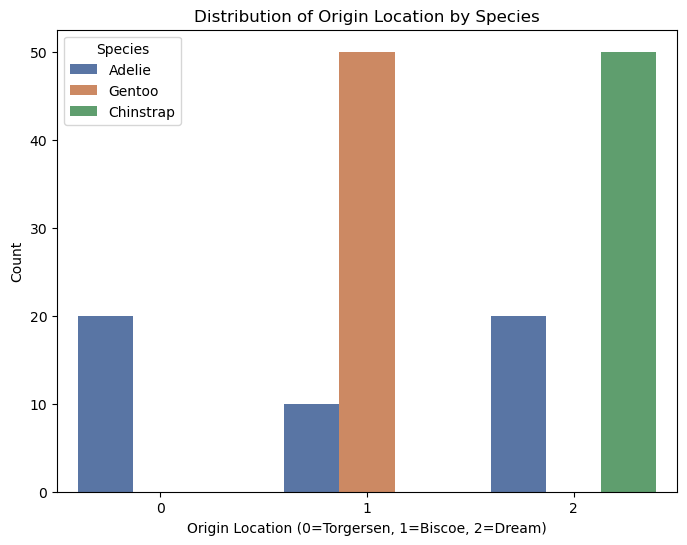 Distribution of Origin Location by Species
Species
Adelie
Gentoo
Chinstrap
50
40
30
20
10
0
Count
0 1 2
Origin Location (0=Torgersen, 1=Biscoe, 2=Dream)